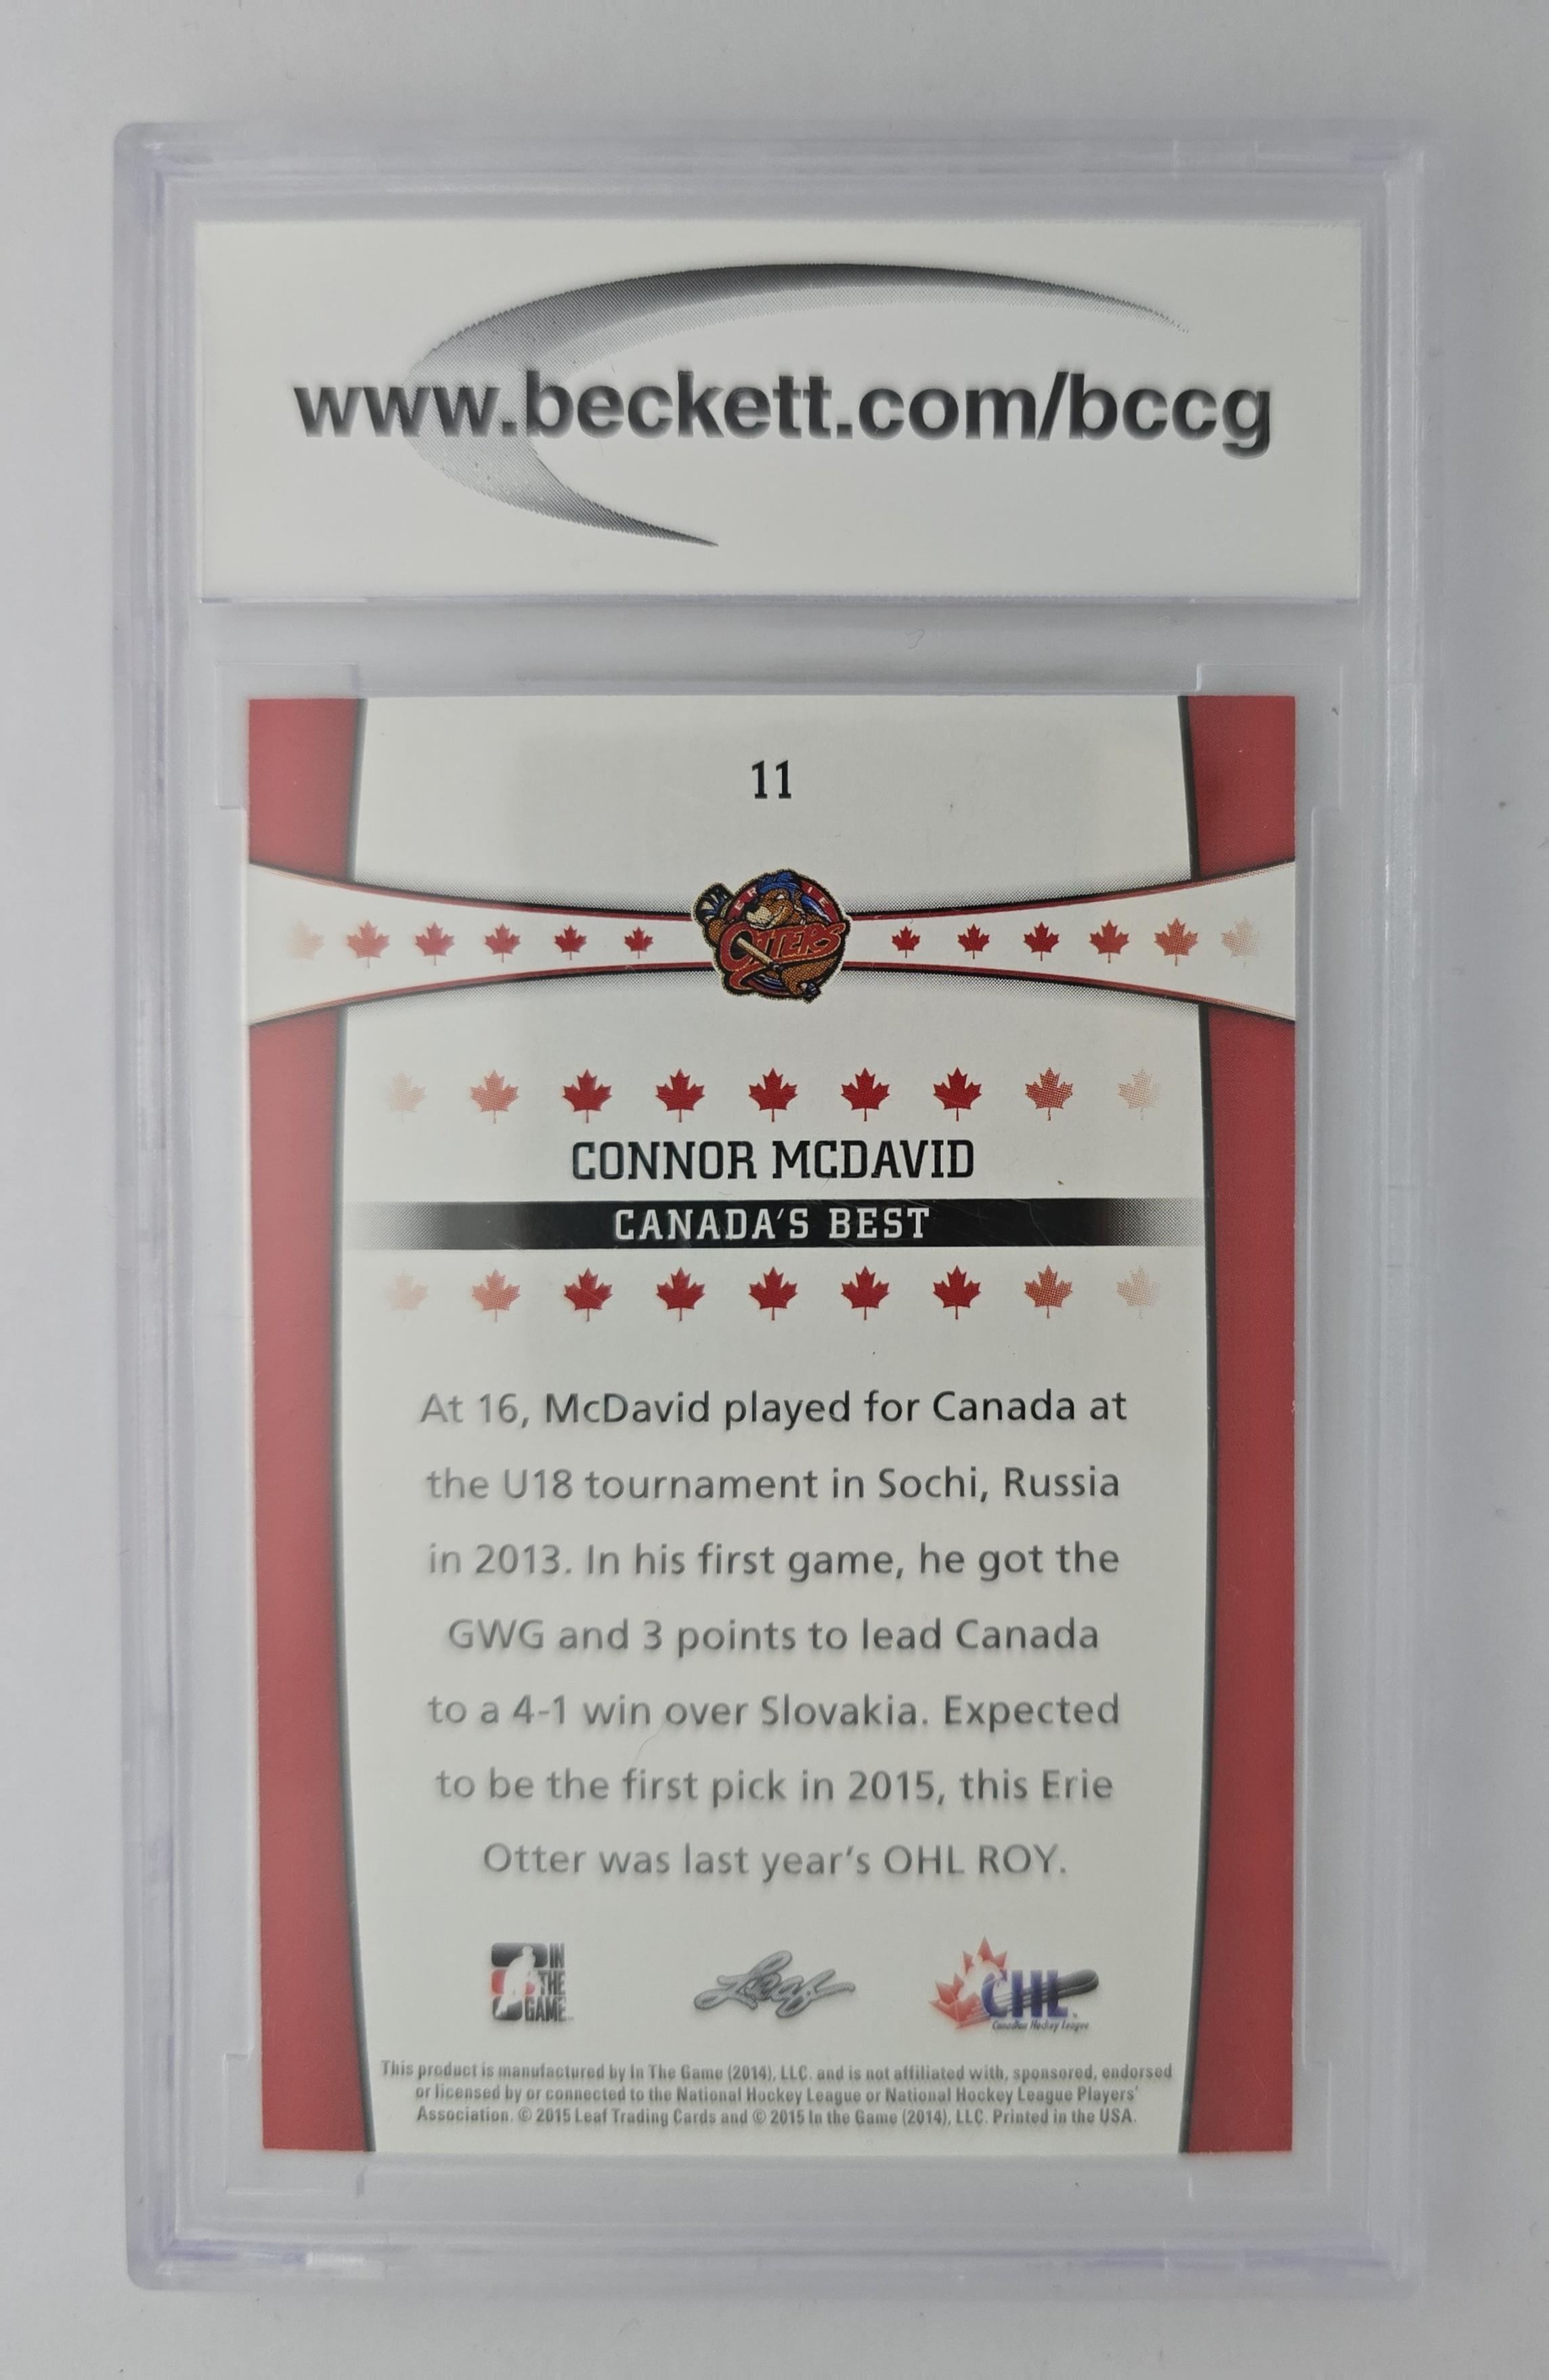 www.beckett.com/bccg
11
ERIE
OTTERS
CONNOR MCDAVID
CANADA'S BEST
At 16, McDavid played for Canada at
the U18 tournament in Sochi, Russia
in 2013. In his first game, he got the
GWG and 3 points to lead Canada
to a 4-1 win over Slovakia. Expected
to be the first pick in 2015, this Erie
Otter was last year's OHL ROY.
IN
THE
GAME
Leaf
CHL
Canadian Hockey League
This product is manufactured by In The Game (2014), LLC. and is not affiliated with, sponsored, endorsed
or licensed by or connected to the National Hockey League or National Hockey League Players'
Association. © 2015 Leaf Trading Cards and © 2015 In the Game (2014), LLC. Printed in the USA.